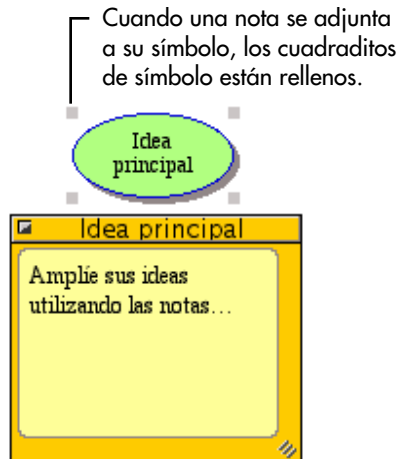 Cuando una nota se adjunta
a su símbolo, los cuadraditos
de símbolo están rellenos.
Idea
principal
Idea principal
Amplíe sus ideas
utilizando las notas...